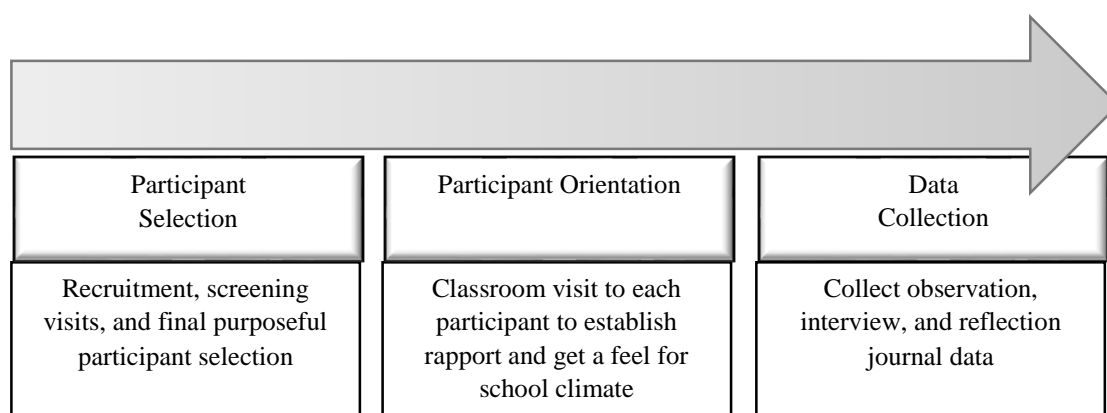 Participant
Selection
Participant Orientation
Data
Collection
Recruitment, screening
visits, and final purposeful
participant selection
Classroom visit to each
participant to establish
rapport and get a feel for
school climate
Collect observation,
interview, and reflection
journal data